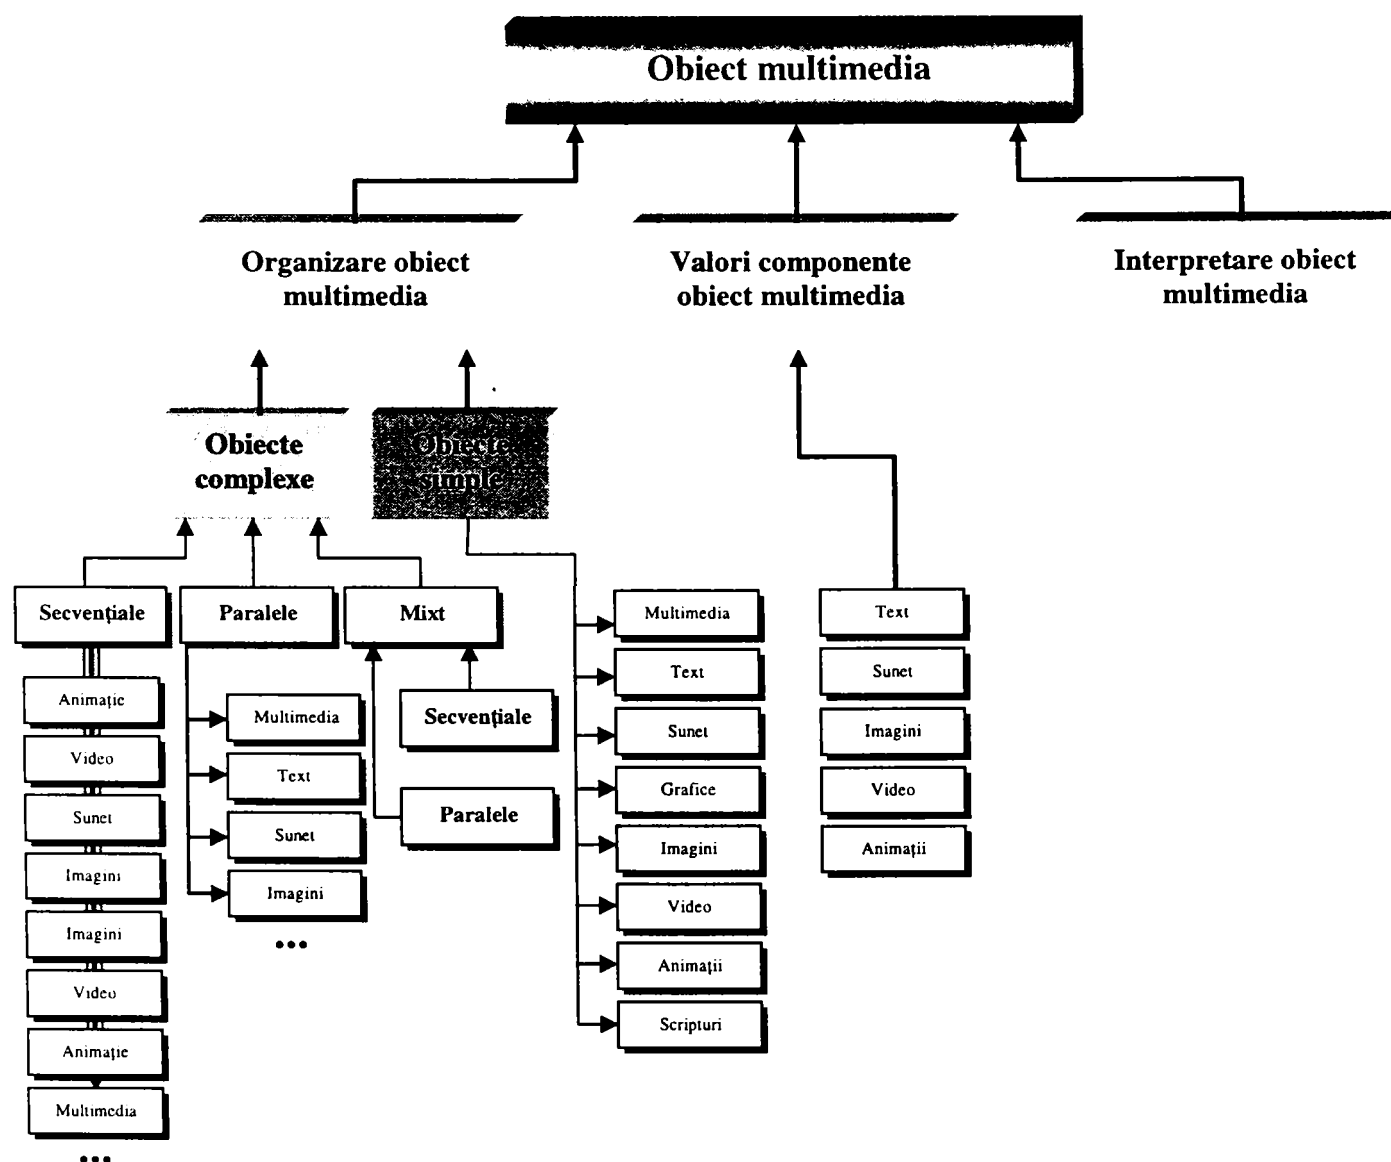 Obiect multimedia
Organizare obiect
multimedia
Valori componente
obiect multimedia
Interpretare obiect
multimedia
Obiecte
complexe
Obiecte
simple
Secvențiale
Paralele
Mixt
Animație
Video
Sunet
Imagini
Imagini
Video
Animație
Multimedia
...
Multimedia
Text
Sunet
Imagini
...
Secvențiale
Paralele
Multimedia
Text
Sunet
Grafice
Imagini
Video
Animații
Scripturi
Text
Sunet
Imagini
Video
Animații